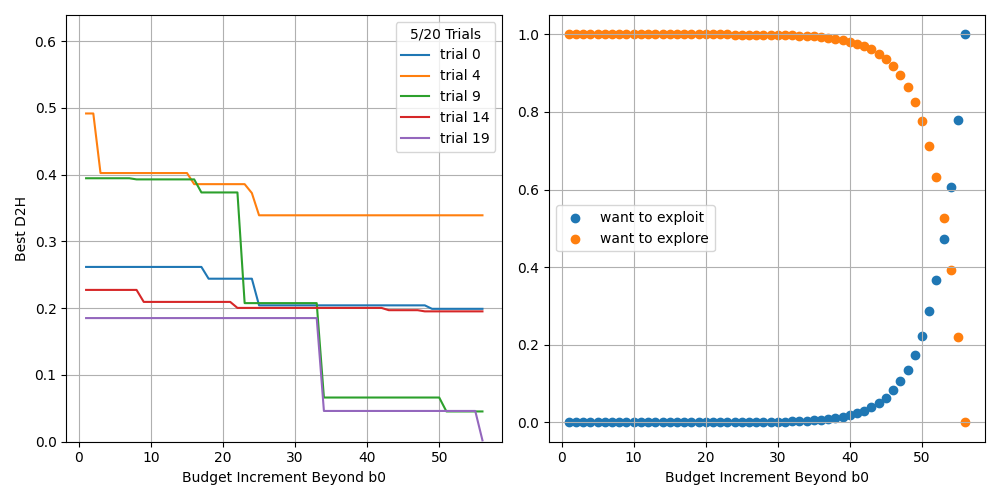 5/20 Trials
trial 0
trial 4
trial 9
trial 14
trial 19
0.6
0.5
0.4
0.3
0.2
0.1
0.0
Best D2H
0 10 20 30 40 50
Budget Increment Beyond b0
1.0
0.8
0.6
0.4
0.2
0.0
want to exploit
want to explore
0 10 20 30 40 50
Budget Increment Beyond b0